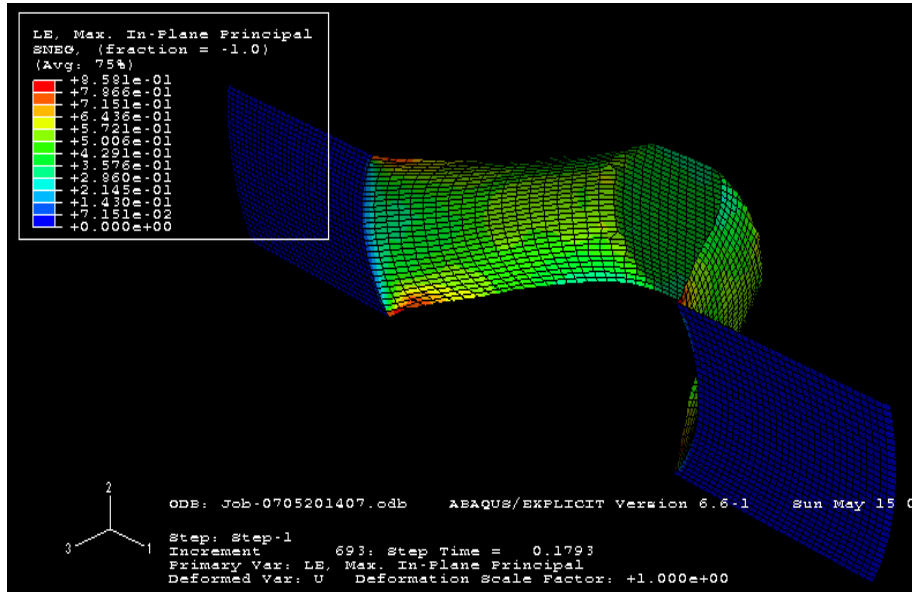 LE, Max. In-Plane Principal
SNEG, (fraction = -1.0)
(Avg: 75%)
+8.581e-01
+7.866e-01
+7.151e-01
+6.436e-01
+5.721e-01
+5.006e-01
+4.291e-01
+3.576e-01
+2.860e-01
+2.145e-01
+1.430e-01
+7.151e-02
+0.000e+00
2
3
1
ODB: Job-0705201407.odb ABAQUS/EXPLICIT Version 6.6-1 Sun May 15 0
Step: Step-1
Increment 693: Step Time = 0.1793
Primary Var: LE, Max. In-Plane Principal
Deformed Var: U Deformation Scale Factor: +1.000e+00